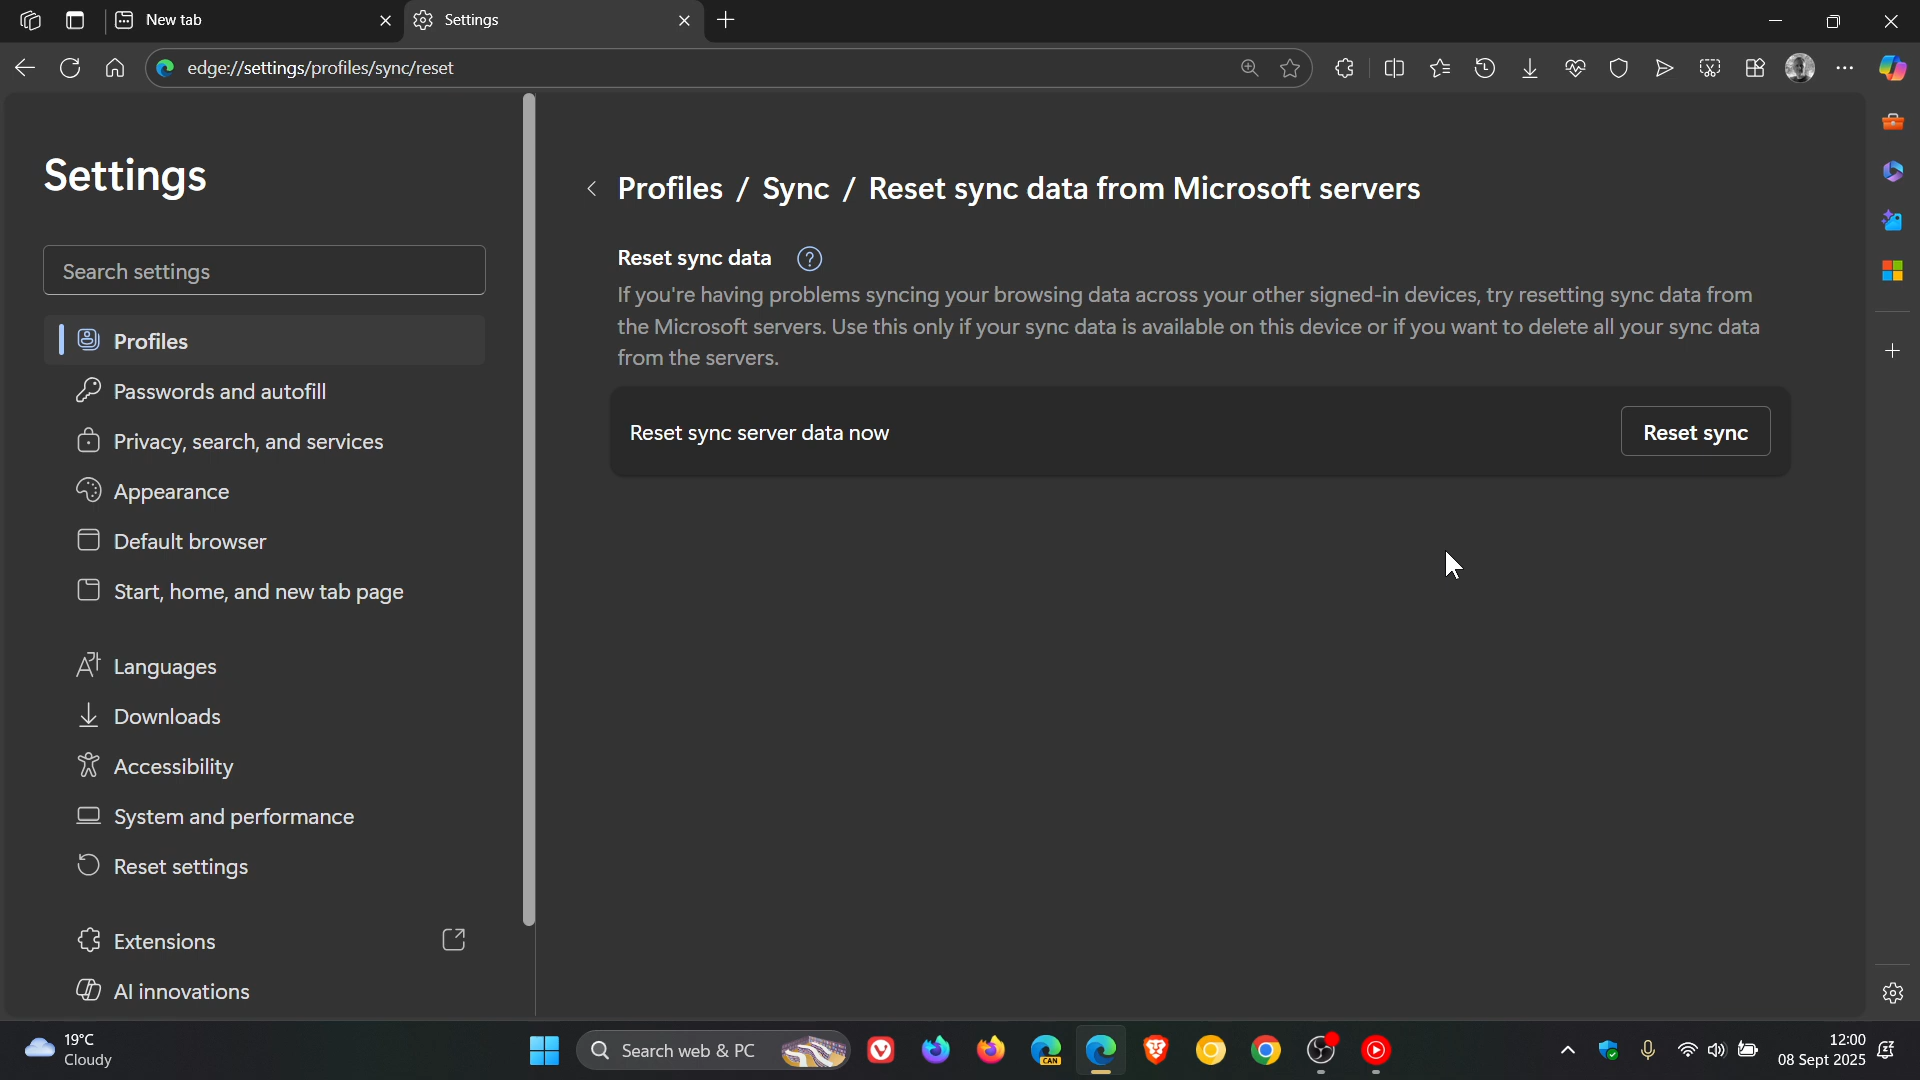 New tab
Settings
edge://settings/profiles/sync/reset
Settings
Search settings
Profiles
Passwords and autofill
Privacy, search, and services
Appearance
Default browser
Start, home, and new tab page
Languages
Downloads
Accessibility
System and performance
Reset settings
Extensions
AI innovations
Profiles / Sync / Reset sync data from Microsoft servers
Reset sync data
If you're having problems syncing your browsing data across your other signed-in devices, try resetting sync data from
the Microsoft servers. Use this only if your sync data is available on this device or if you want to delete all your sync data
from the servers.
Reset sync server data now
Reset sync
19°C
Cloudy
Search web & PC
CAN
12:00
08 Sept 2025